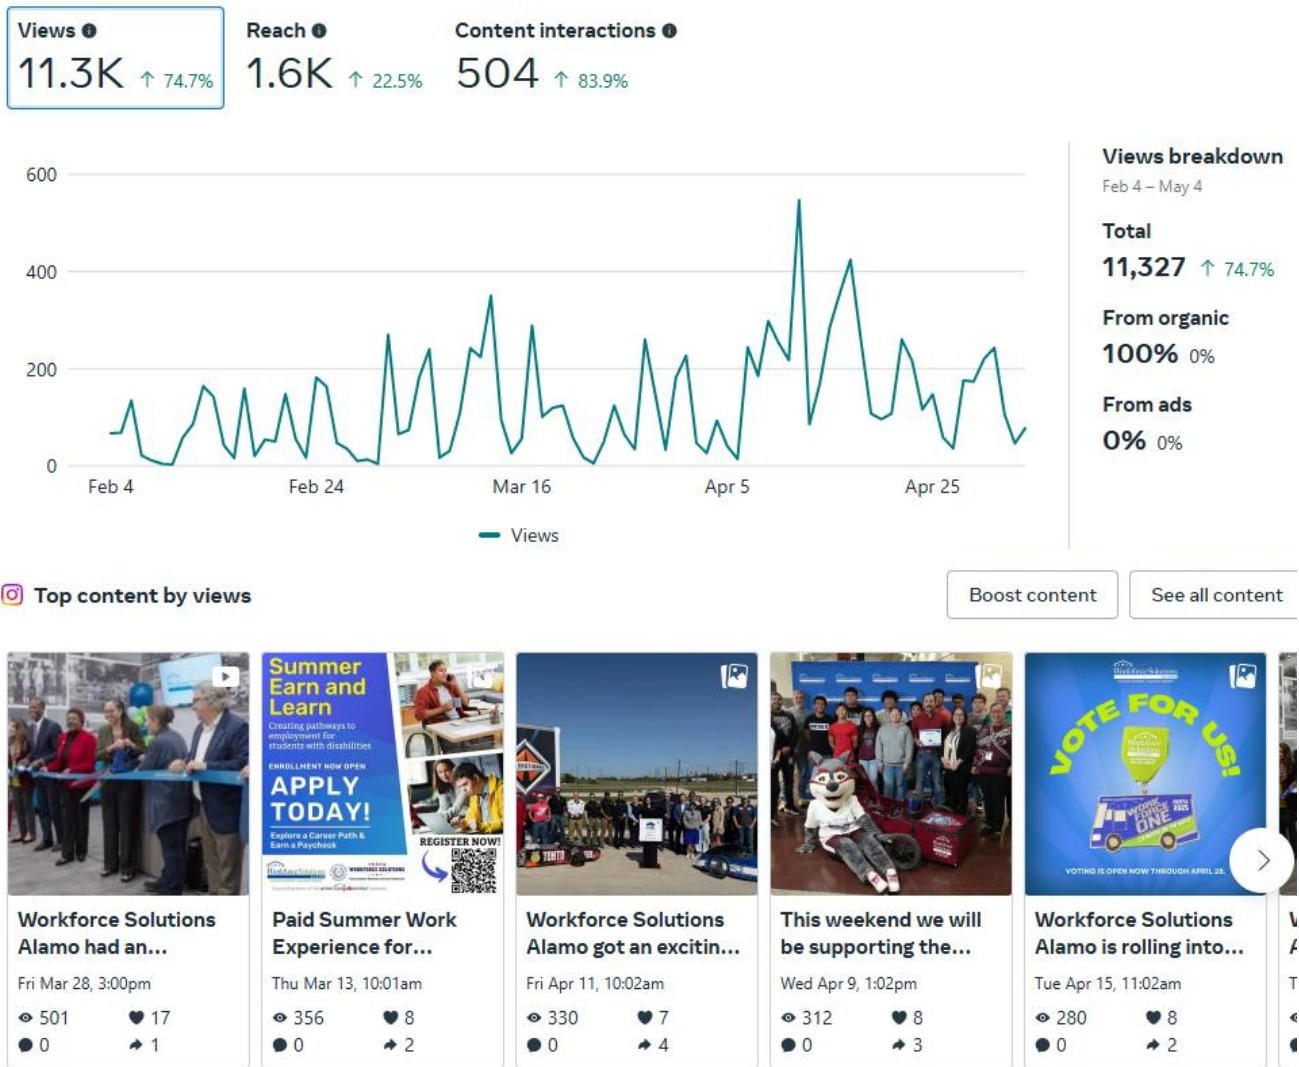 Views
11.3K ↑ 74.7%
Reach
1.6K ↑ 22.5%
Content interactions
504 ↑ 83.9%
600
400
200
0
Feb 4
Feb 24
Mar 16
Apr 5
Apr 25
Views
Views breakdown
Feb 4 – May 4
Total
11,327 ↑ 74.7%
From organic
100% 0%
From ads
0% 0%
Top content by views
Boost content
See all content
Workforce Solutions
Alamo had an...
Fri Mar 28, 3:00pm
501 17
0 1
Summer
Earn and
Learn
Creating pathways to
employment for
students with disabilities
ENROLLMENT NOW OPEN
APPLY
TODAY!
Explore a Career Path &
Earn a Paycheck
REGISTER NOW!
WORKFORCE SOLUTIONS
Paid Summer Work
Experience for...
Thu Mar 13, 10:01am
356 8
0 2
Workforce Solutions
Alamo got an excitin...
Fri Apr 11, 10:02am
330 7
0 4
This weekend we will
be supporting the...
Wed Apr 9, 1:02pm
312 8
0 3
Workforce Solutions
VOTE FOR US!
WORK
FORCE
ONE
VOTING IS OPEN NOW THROUGH APRIL 28.
Workforce Solutions
Alamo is rolling into...
Tue Apr 15, 11:02am
280 8
0 2